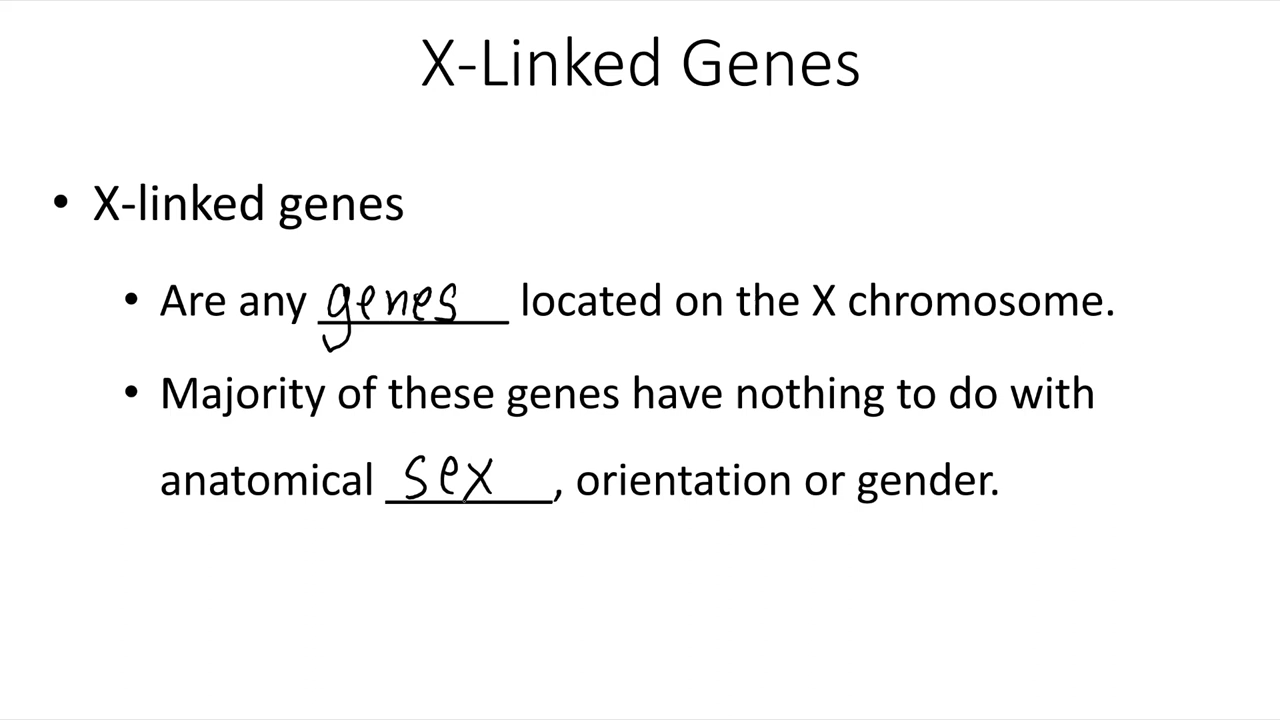 X-Linked Genes
• X-linked genes
• Are any genes located on the X chromosome.
• Majority of these genes have nothing to do with
anatomical sex, orientation or gender.